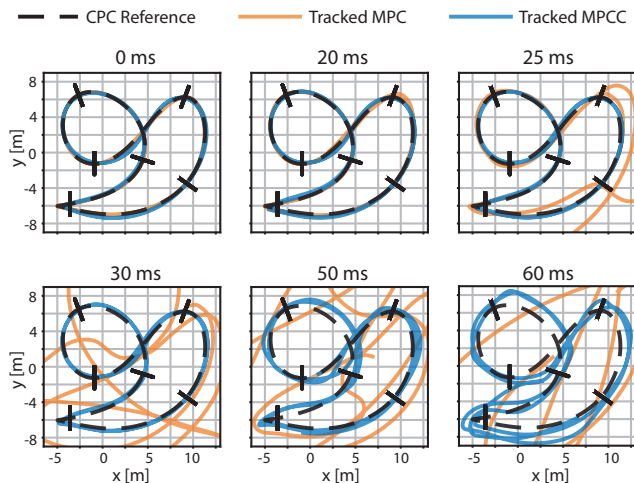 CPC Reference Tracked MPC Tracked MPCC
0 ms 20 ms 25 ms
8
4
0
-4
-8
y [m]
30 ms 50 ms 60 ms
8
4
0
-4
-8
y [m]
-5 0 5 10 -5 0 5 10 -5 0 5 10
x [m] x [m] x [m]